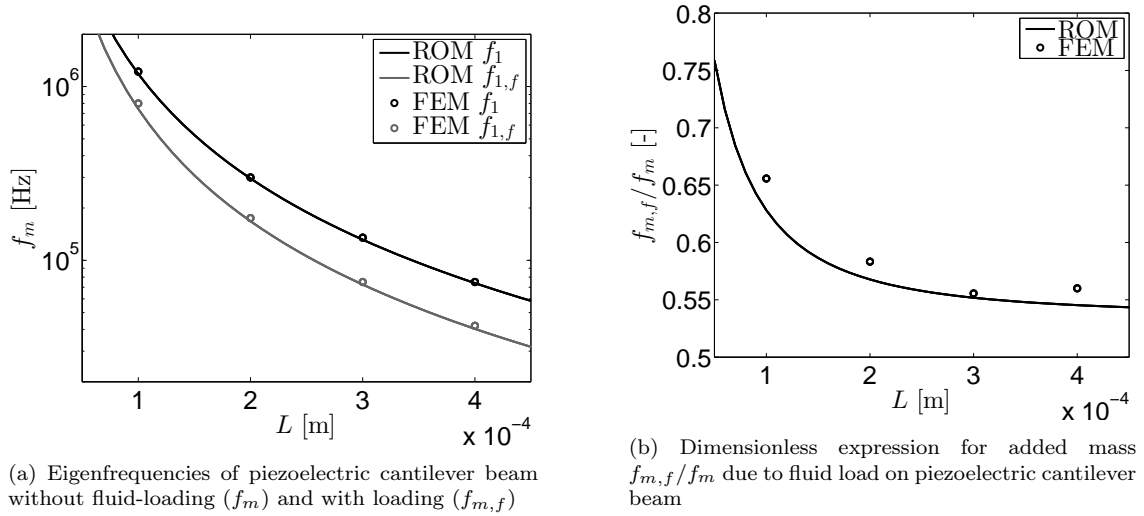 10^6
10^5
f_m [Hz]
ROM f_1
ROM f_{1,f}
FEM f_1
FEM f_{1,f}
1 2 3 4
L [m]
x 10^{-4}
(a) Eigenfrequencies of piezoelectric cantilever beam
without fluid-loading (f_m) and with loading (f_{m,f})
0.8
0.75
0.7
0.65
0.6
0.55
0.5
f_{m,f}/f_m [-]
ROM
FEM
1 2 3 4
L [m]
x 10^{-4}
(b) Dimensionless expression for added mass
f_{m,f}/f_m due to fluid load on piezoelectric cantilever
beam